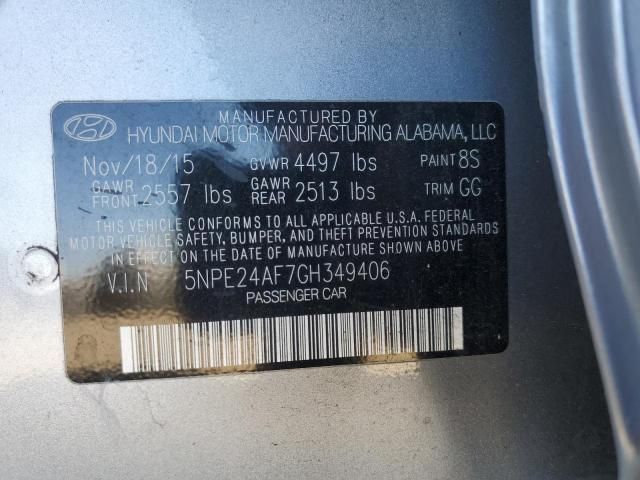 MANUFACTURED BY
HYUNDAI MOTOR MANUFACTURING ALABAMA, LLC
Nov/18/15 GVWR 4497 lbs PAINT 8S
GAWR FRONT 2557 lbs GAWR REAR 2513 lbs TRIM GG
THIS VEHICLE CONFORMS TO ALL APPLICABLE U.S.A. FEDERAL
MOTOR VEHICLE SAFETY, BUMPER, AND THEFT PREVENTION STANDARDS
IN EFFECT ON THE DATE OF MANUFACTURE SHOWN ABOVE
V.I.N 5NPE24AF7GH349406
PASSENGER CAR